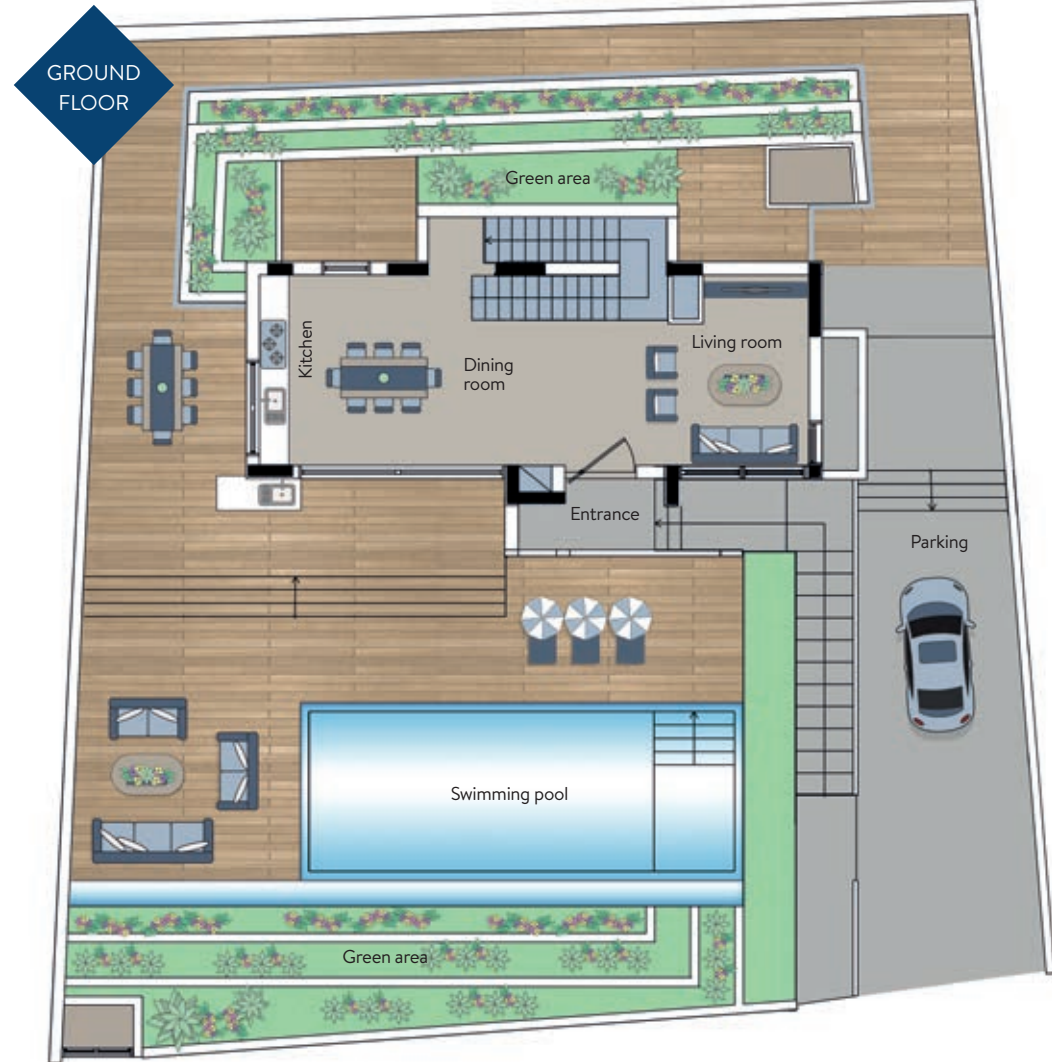 GROUND
FLOOR
Green area
Kitchen
Dining
room
Living room
Entrance
Parking
Swimming pool
Green area